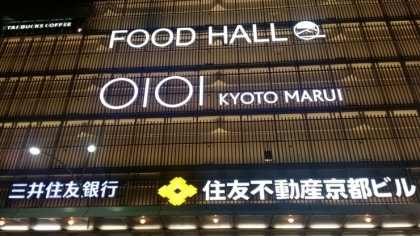 STARBUCKS COFFEE
FOOD HALL
OIOI KYOTO MARUI
三井住友銀行 住友不動産京都ビル